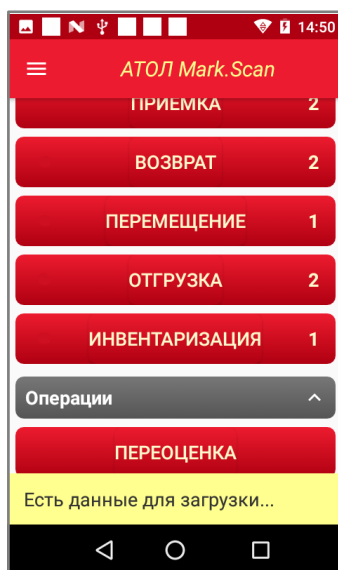 14:50
АТОЛ Mark.Scan
ПРИЕМКА 2
ВОЗВРАТ 2
ПЕРЕМЕЩЕНИЕ 1
ОТГРУЗКА 2
ИНВЕНТАРИЗАЦИЯ 1
Операции
ПЕРЕОЦЕНКА
Есть данные для загрузки...